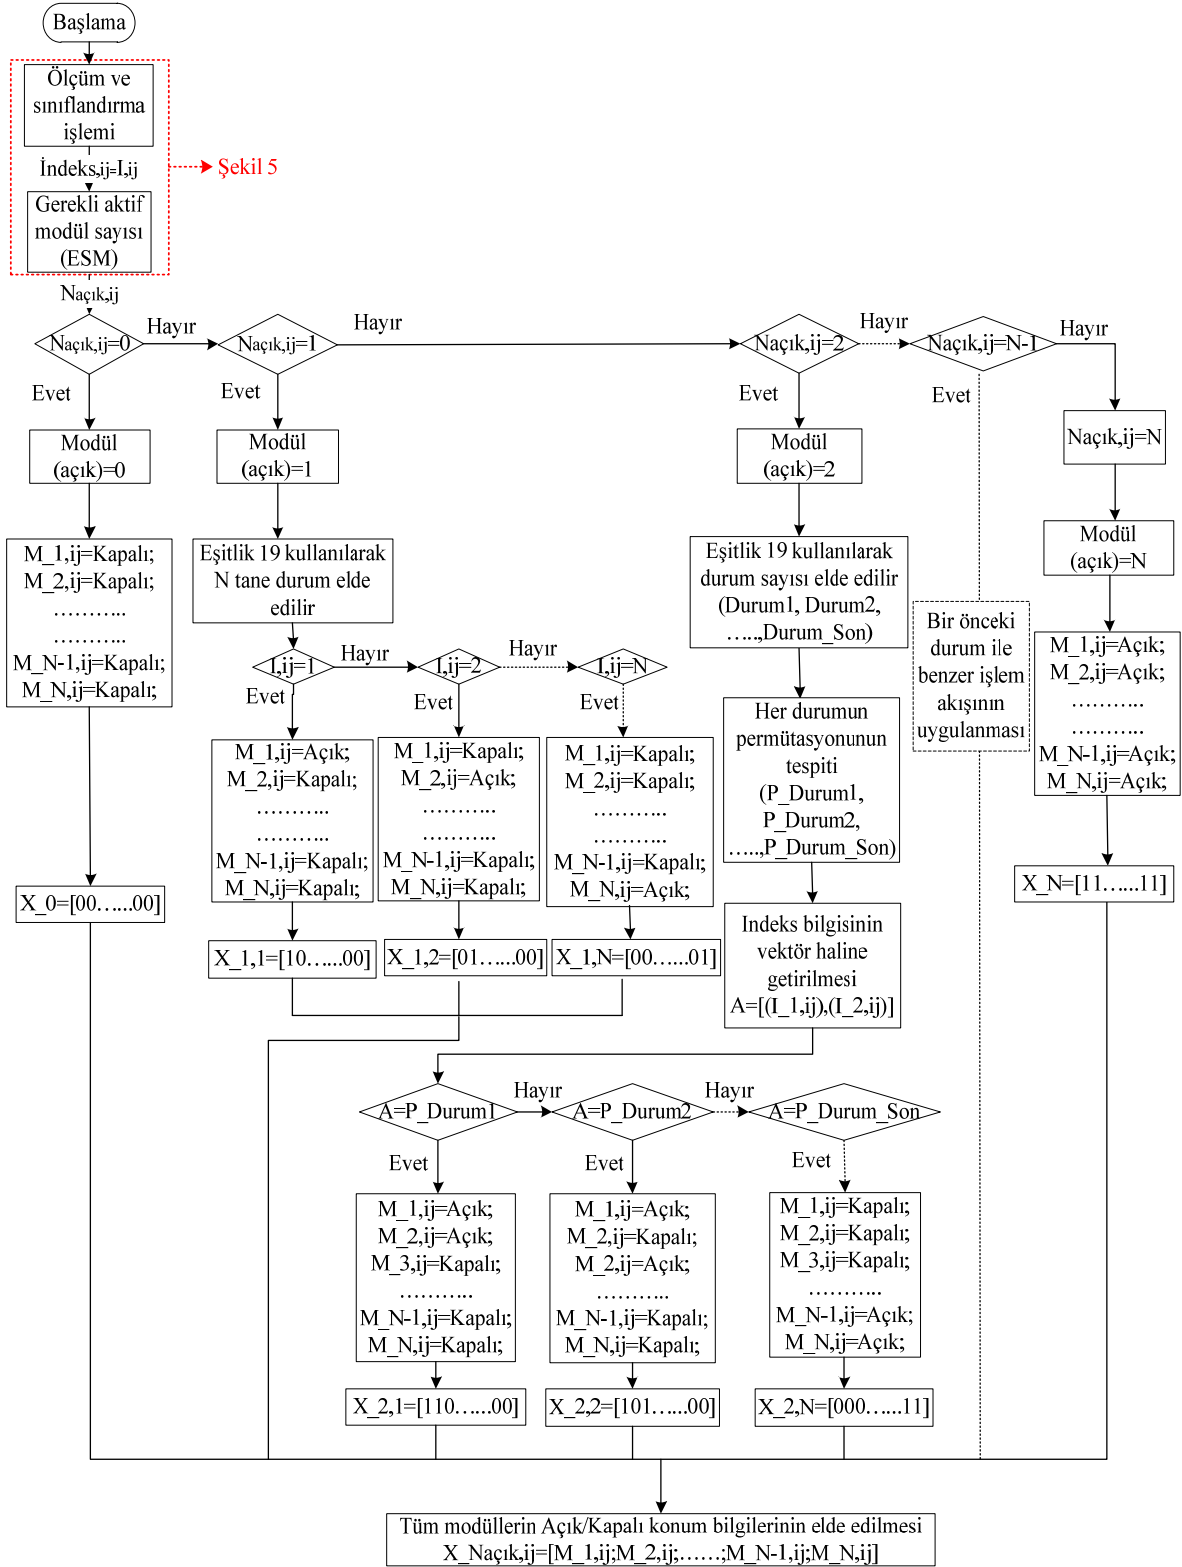 Başlama
Ölçüm ve
sınıflandırma
işlemi
İndeks,ij=I,ij
Şekil 5
Gerekli aktif
modül sayısı
(ESM)
Naçık,ij
Naçık,ij=0
Hayır
Naçık,ij=1
Hayır
Naçık,ij=2
Hayır
Naçık,ij=N-1
Hayır
Evet
Evet
Evet
Evet
Naçık,ij=N
Modül
(açık)=0
Modül
(açık)=1
Modül
(açık)=2
Modül
(açık)=N
M_1,ij=Kapalı;
M_2,ij=Kapalı;
………..
………..
M_N-1,ij=Kapalı;
M_N,ij=Kapalı;
X_0=[00…...00]
Eşitlik 19 kullanılarak
N tane durum elde
edilir
I,ij=1
Hayır
I,ij=2
Hayır
I,ij=N
Evet
Evet
Evet
M_1,ij=Açık;
M_2,ij=Kapalı;
………..
………..
M_N-1,ij=Kapalı;
M_N,ij=Kapalı;
M_1,ij=Kapalı;
M_2,ij=Açık;
………..
………..
M_N-1,ij=Kapalı;
M_N,ij=Kapalı;
M_1,ij=Kapalı;
M_2,ij=Kapalı;
………..
………..
M_N-1,ij=Kapalı;
M_N,ij=Açık;
X_1,1=[10…...00]
X_1,2=[01…...00]
X_1,N=[00…...01]
Eşitlik 19 kullanılarak
durum sayısı elde edilir
(Durum1, Durum2,
…..,Durum_Son)
Her durumun
permütasyonunun
tespiti
(P_Durum1,
P_Durum2,
…..,P_Durum_Son)
Indeks bilgisinin
vektör haline
getirilmesi
A=[(I_1,ij),(I_2,ij)]
Bir önceki
durum ile
benzer işlem
akışının
uygulanması
M_1,ij=Açık;
M_2,ij=Açık;
………..
………..
M_N-1,ij=Açık;
M_N,ij=Açık;
X_N=[11…...11]
A=P_Durum1
Hayır
A=P_Durum2
Hayır
A=P_Durum_Son
Evet
Evet
Evet
M_1,ij=Açık;
M_2,ij=Açık;
M_3,ij=Kapalı;
………..
M_N-1,ij=Kapalı;
M_N,ij=Kapalı;
M_1,ij=Açık;
M_2,ij=Kapalı;
M_2,ij=Açık;
………..
M_N-1,ij=Kapalı;
M_N,ij=Kapalı;
M_1,ij=Kapalı;
M_2,ij=Kapalı;
M_3,ij=Kapalı;
………..
M_N-1,ij=Açık;
M_N,ij=Açık;
X_2,1=[110…...00]
X_2,2=[101…...00]
X_2,N=[000…...11]
Tüm modüllerin Açık/Kapalı konum bilgilerinin elde edilmesi
X_Naçık,ij=[M_1,ij;M_2,ij;……;M_N-1,ij;M_N,ij]